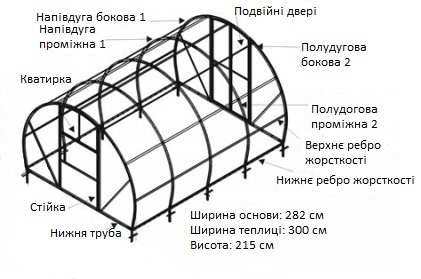 Напівдуга бокова 1
Напівдуга
проміжна 1
Кватирка
Подвійні двері
Полудугова
бокова 2
Полудогова
проміжна 2
Верхнє ребро
жорсткості
Нижнє ребро жорсткості
Стійка
Нижня труба
Ширина основи: 282 см
Ширина теплиці: 300 см
Висота: 215 см